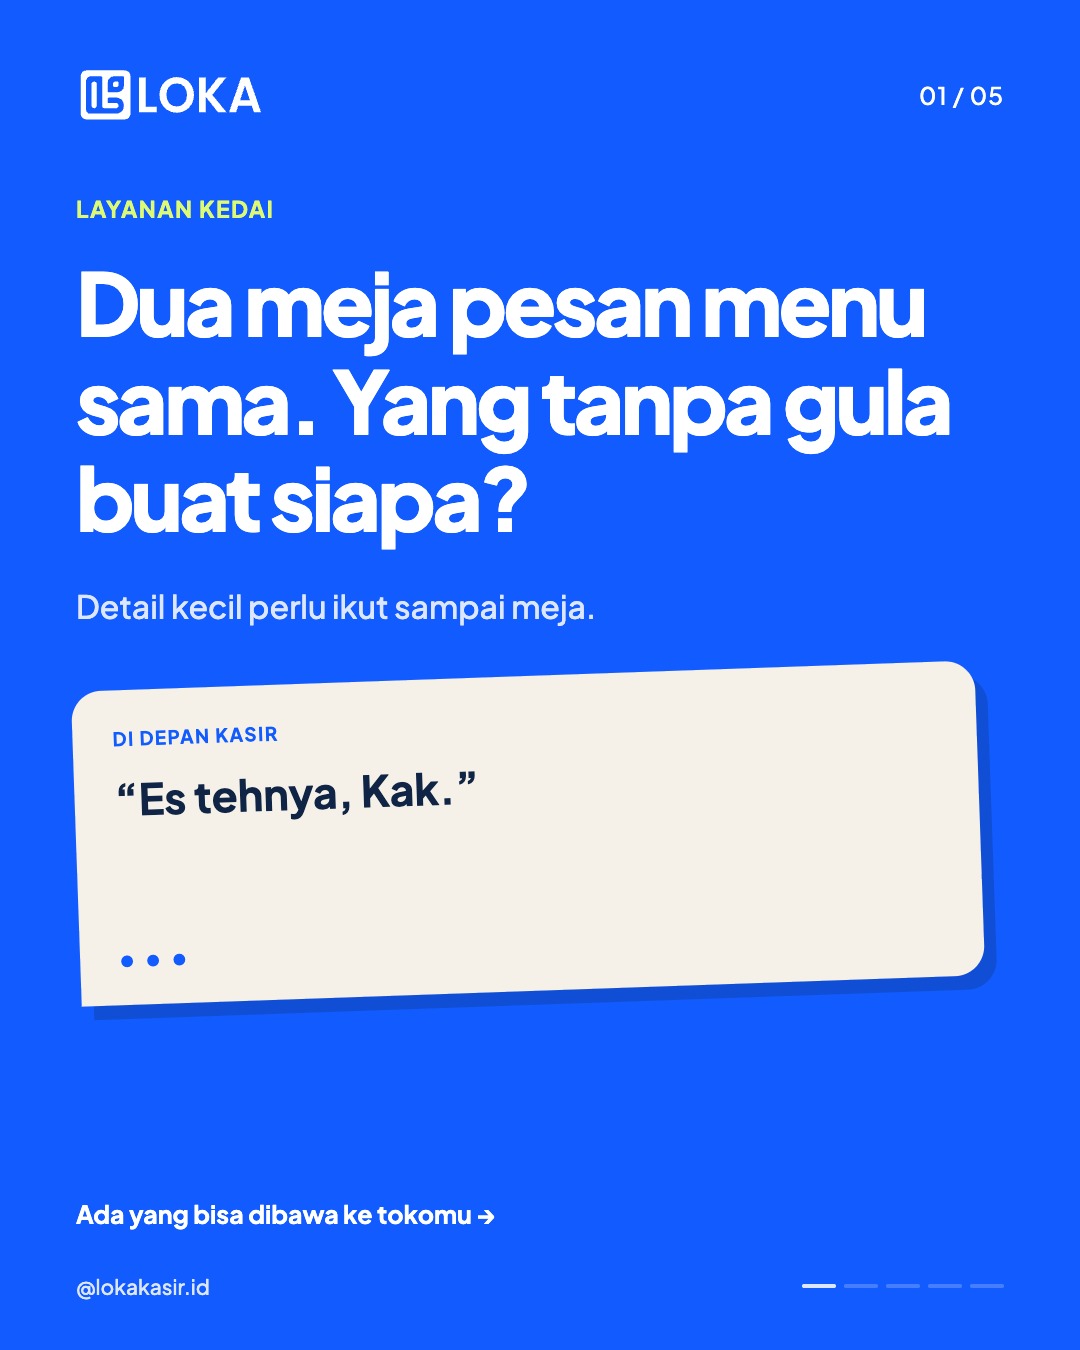 LOKA
01 / 05
LAYANAN KEDAI
Dua meja pesan menu
sama. Yang tanpa gula
buat siapa?
Detail kecil perlu ikut sampai meja.
DI DEPAN KASIR
“Es tehnya, Kak.”
Ada yang bisa dibawa ke tokomu →
@lokakasir.id